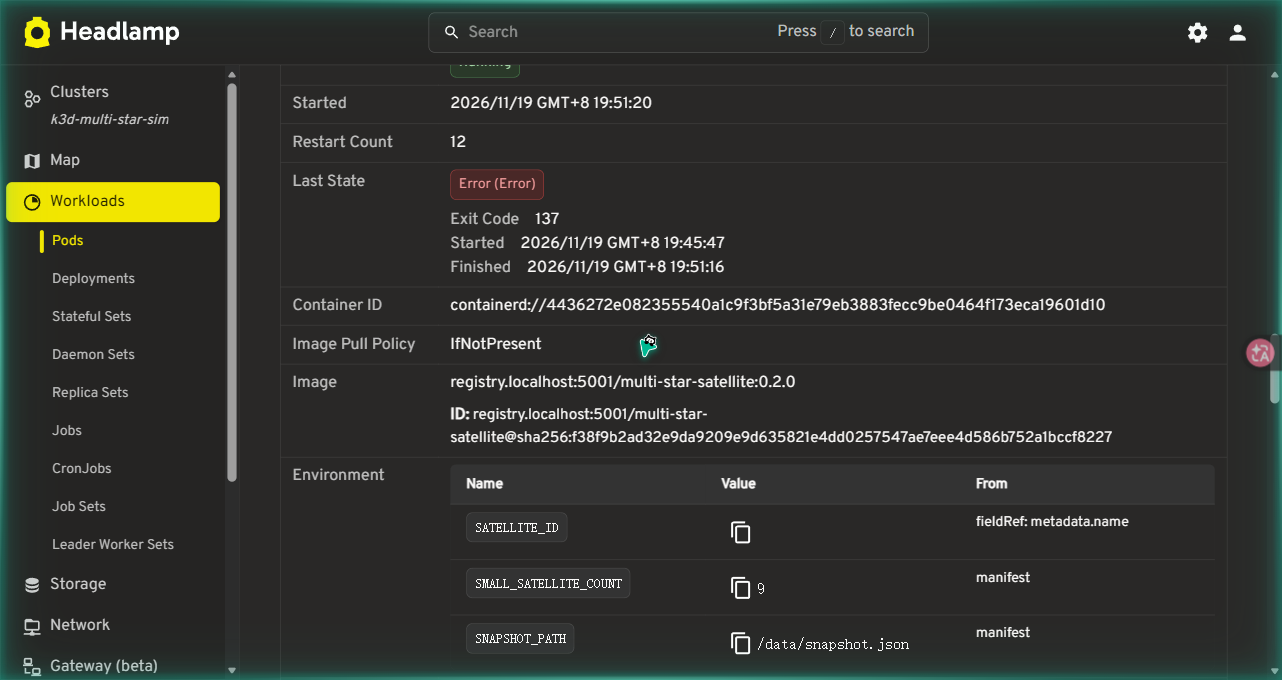 Headlamp
Search
Press / to search
Clusters
k3d-multi-star-sim
Map
Workloads
Pods
Deployments
Stateful Sets
Daemon Sets
Replica Sets
Jobs
CronJobs
Job Sets
Leader Worker Sets
Storage
Network
Gateway (beta)
Running
Started 2026/11/19 GMT+8 19:51:20
Restart Count 12
Last State Error (Error)
Exit Code 137
Started 2026/11/19 GMT+8 19:45:47
Finished 2026/11/19 GMT+8 19:51:16
Container ID containerd://4436272e082355540a1c9f3bf5a31e79eb3883fecc9be0464f173eca19601d10
Image Pull Policy IfNotPresent
Image registry.localhost:5001/multi-star-satellite:0.2.0
ID: registry.localhost:5001/multi-star-
satellite@sha256:f38f9b2ad32e9da9209e9d635821e4dd0257547ae7eee4d586b752a1bccf8227
Environment Name Value From
SATELLITE_ID fieldRef: metadata.name
SMALL_SATELLITE_COUNT 9 manifest
SNAPSHOT_PATH /data/snapshot.json manifest